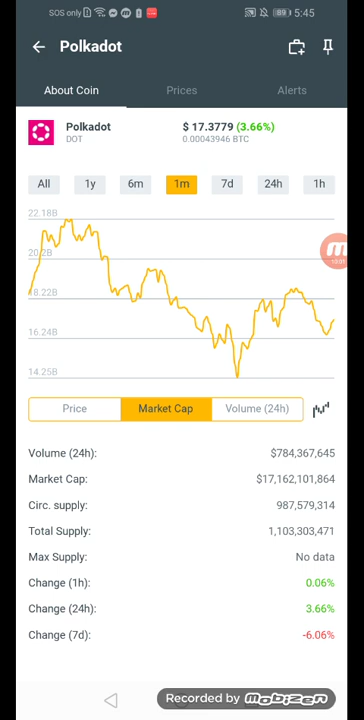 SOS only 89 5:45
Polkadot
About Coin Prices Alerts
Polkadot $ 17.3779 (3.66%)
DOT 0.00043946 BTC
All 1y 6m 1m 7d 24h 1h
22.18B
20.2B
10:01
18.22B
16.24B
14.25B
Price Market Cap Volume (24h)
Volume (24h): $784,367,645
Market Cap: $17,162,101,864
Circ. supply: 987,579,314
Total Supply: 1,103,303,471
Max Supply: No data
Change (1h): 0.06%
Change (24h): 3.66%
Change (7d): -6.06%
Recorded by mobizen